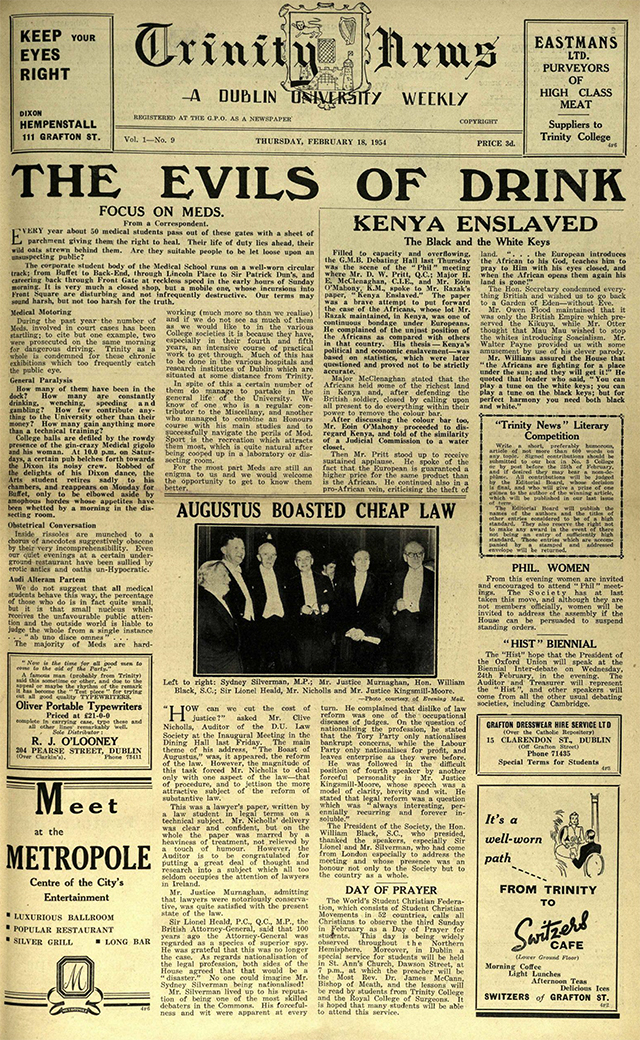 KEEP YOUR
EYES
RIGHT
DIXON
HEMPENSTALL
111 GRAFTON ST.
Trinity News
A DUBLIN UNIVERSITY WEEKLY
REGISTERED AT THE G.P.O. AS A NEWSPAPER
COPYRIGHT
Vol. 1—No. 9
THURSDAY, FEBRUARY 18, 1954
PRICE 3d.
EASTMANS
LTD.
PURVEYORS
OF
HIGH CLASS
MEAT
Suppliers to
Trinity College
THE EVILS OF DRINK
FOCUS ON MEDS.
From a Correspondent.
EVERY year about 50 medical students pass out of these gates with a sheet of
parchment giving them the right to heal. Their life of duty lies ahead, their
wild oats strewn behind them. Are they suitable people to be let loose upon an
unsuspecting public?
The corporate student body of the Medical School runs on a well-worn circular
track; from Buffet to Back-End, through Lincoln Place to Sir Patrick Dun's, and
careering back through Front Gate at reckless speed in the early hours of Sunday
morning. It is very much a closed shop, but a mobile one, whose incursions into
Front Square are disturbing and not infrequently destructive. Our terms may
sound harsh, but not too harsh for the truth.
Medical Motoring
During the past year the number of
Meds. involved in court cases has been
startling; to cite but one example, two
were prosecuted on the same morning
for dangerous driving. Trinity as a
whole is condemned for these chronic
exhibitions which too frequently catch
the public eye.
General Paralysis
How many of them have been in the
dock? How many are constantly
drinking, wenching, speeding and
gambling? How few contribute any-
thing to the University other than their
money? How many gain anything more
than a technical training?
College halls are defiled by the rowdy
presence of the gin-crazy Medical gigolo
and his woman. At 10.0 p.m. on Satur-
days, a certain pub belches forth towards
the Dixon its noisy crew. Robbed of
the delights of his Dixon dance, the
Arts student retires sadly to his
chambers, and reappears on Monday for
Buffet, only to be elbowed aside by
amophous hordes whose appetites have
been whetted by a morning in the dis-
secting room.
Obstetrical Conversation
Inside rissoles are munched to a
chorus of anecdotes suggestively obscene
by their very incomprehensibility. Even
our quiet evenings at a certain under-
ground restaurant have been sullied by
erotic antics and oaths un-Hypocratic.
Audi Alteram Partem
We do not suggest that all medical
students behave this way, the percentage
of those who do is in fact quite small,
but it is that small nucleus which
receives the unfavourable public atten-
tion and the outside world is liable to
judge the whole from a single instance
. . . "ab uno disce omnes" . . .
The majority of Meds are hard-
working (much more so than we realise)
and if we do not see as much of them
as we would like to in the various
College societies it is because they have,
especially in their fourth and fifth
years, an intensive course of practical
work to get through. Much of this has
to be done in the various hospitals and
research institutes of Dublin which are
situated at some distance from Trinity.
In spite of this a certain number of
them do manage to partake in the
general life of the University. We
know of one who is a regular con-
tributor to the Miscellany, and another
who managed to combine an Honours
course with his main studies and to
successfully navigate the perils of Mod.
Sport is the recreation which attracts
them most, which is quite natural after
being cooped up in a laboratory or dis-
secting room.
For the most part Meds are still an
enigma to us and we would welcome
the opportunity to get to know them
better.
KENYA ENSLAVED
The Black and the White Keys
Filled to capacity and overflowing,
the G.M.B. Debating Hall last Thursday
was the scene of the "Phil" meeting
where Mr. D. W. Pritt, Q.C.; Major H.
E. McClenaghan, C.I.E., and Mr. Eoin
O'Mahony, K.M., spoke to Mr. Razak's
paper, "Kenya Enslaved." The paper
was a brave attempt to put forward
the case of the Africans, whose lot Mr.
Razak maintained, in Kenya, was one of
continuous bondage under Europeans.
He complained of the unjust position of
the Africans as compared with others
in that country. His thesis — Kenya's
political and economic enslavement—was
based on statistics, which were later
questioned and proved not to be strictly
accurate.
Major McClenaghan stated that the
Africans held some of the richest land
in Kenya and, after defending the
British soldier, closed by calling upon
all present to do everything within their
power to remove the colour bar.
After discussing the colour bar too,
Mr. Eoin O'Mahony proceeded to dis-
regard Kenya, and told of the similarity
of a Judicial Commission to a water
closet.
Then Mr. Pritt stood up to receive
sustained applause. He spoke of the
fact that the European is guaranteed a
higher price for the same product than
is the African. He continued also in a
pro-African vein, criticising the theft of
land. ". . . the European introduces
the African to his God, teaches him to
pray to Him with his eyes closed, and
when the African opens them again his
land is gone!"
The Hon. Secretary condemned every-
thing British and wished us to go back
to a Garden of Eden—without Eve.
Mr. Owen Flood maintained that it
was only the British Empire which pre-
served the Kikuyu, while Mr. Otter
thought that Mau Mau wished to stop
the whites introducing Soscialism. Mr.
Walter Payne provided us with some
amusement by use of his clever parody.
Mr. Williams assured the House that
"the Africans are fighting for a place
under the sun; and they will get it!" He
quoted that leader who said, "You can
play a tune on the white keys; you can
play a tune on the black keys; but for
perfect harmony you need both black
and white."
"Trinity News" Literary
Competition
Write a short, preferably humorous,
article of not more than 600 words on
any topic. Signed contributions should be
submitted to our box in No. 3 College
or by post before the 25th of February,
and if desired they may bear a nom-de-
plume. All contributions will be judged
by the Editorial Board, whose decision
is final, and who will give a prize of one
guinea to the author of the winning article,
which will be published in our last issue
of term.
The Editorial Board will publish the
names of the authors and the titles of
other entries considered to be of a high
standard. They also reserve the right not
to make any award in the event of there
not being an entry of sufficiently high
standard. Those entries which are accom-
panied by a stamped and addressed
envelope will be returned.
PHIL. WOMEN
From this evening women are invited
and encouraged to attend "Phil" meet-
ings. The Society has at last
taken this move, and although they are
not members officially, women will be
invited to address the assembly if the
House can be persuaded to suspend
standing orders.
"HIST" BIENNIAL
The "Hist" hope that the President of
the Oxford Union will speak at the
Biennial Inter-debate on Wednesday,
24th February, in the evening. The
Auditor and Treasurer will represent
the "Hist", and other speakers will
come from all the other usual debating
societies, including Cambridge.
AUGUSTUS BOASTED CHEAP LAW
Left to right: Sydney Silverman, M.P.; Mr. Justice Murnaghan, Hon. William
Black, S.C.; Sir Lionel Heald, Mr. Nicholls and Mr. Justice Kingsmill-Moore.
—Photo courtesy of Evening Mail.
"HOW can we cut the cost of
justice?" asked Mr. Clive
Nicholls, Auditor of the D.U. Law
Society at the Inaugural Meeting in the
Dining Hall last Friday. The main
theme of his address, "The Boast of
Augustus," was, it appeared, the reform
of the law. However, the magnitude of
this task forced Mr. Nicholls to deal
only with one aspect of the law—that
of procedure, and to jettison the more
attractive subject of the reform of
substantive law.
This was a lawyer's paper, written by
a law student in legal terms on a
technical subject. Mr. Nicholls' delivery
was clear and confident, but on the
whole the paper was marred by a
heaviness of treatment, not relieved by
a touch of humour. However, the
Auditor is to be congratulated for
putting a great deal of thought and
research into a subject which all too
seldom occupies the attention of lawyers
in Ireland.
Mr. Justice Murnaghan, admitting
that lawyers were notoriously conserva-
tive, was quite satisfied with the present
state of the law.
Sir Lionel Heald, P.C., Q.C., M.P., the
British Attorney-General, said that 100
years ago the Attorney-General was
regarded as a species of superior spy.
He was grateful that this was no longer
the case. As regards nationalisation of
the legal profession, both sides of the
House agreed that that would be a
"disaster." No one could imagine Mr.
Sydney Silverman being nationalised!
Mr. Silverman lived up to his reputa-
tion of being one of the most skilled
debaters in the Commons. His forceful-
ness and wit were apparent at every
turn. He complained that dislike of law
reform was one of the occupational
diseases of judges. On the question of
nationalising the profession, he stated
that the Tory Party only nationalises
bankrupt concerns, while the Labour
Party only nationalises for profit, and
leaves enterprise as they were before.
He was followed in the difficult
position of fourth speaker by another
forceful personality in Mr. Justice
Kingsmill-Moore, whose speech was a
model of clarity, brevity and wit. He
stated that legal reform was a question
which was "always interesting, per-
ennially recurring and forever in-
soluble."
The President of the Society, the Hon.
William Black, S.C., who presided,
thanked the speakers, especially Sir
Lionel and Mr. Silverman, who had come
from London especially to address the
meeting and whose presence was an
honour not only to the Society but to
the country as a whole.
DAY OF PRAYER
The World's Student Christian Federa-
tion, which consists of Student Christian
Movements in 52 countries, calls all
Christians to observe the third Sunday
in February as a Day of Prayer for
students. This day is being widely
observed throughout the Northern
Hemisphere. Moreover, in Dublin a
special service for students will be held
in St. Ann's Church, Dawson Street, at
7 p.m., at which the preacher will be
the Most Rev. Dr. James McCann,
Bishop of Meath, and the lessons will
be read by students from Trinity College
and the Royal College of Surgeons. It
is hoped that many students will be able
to attend this service.
"Now is the time for all good men to
come to the aid of the Party."
A famous man (probably from Trinity)
said this sometime or other, and due to the
appeal or maybe the rhythm of the remark
it has become the "Test piece" for trying
out all good quality TYPEWRITERS.
Oliver Portable Typewriters
Priced at £21-0-0
complete in carrying case, type these and
all other good remarks well.
Sole Distributor:
R. J. O'LOONEY
204 PEARSE STREET, DUBLIN
(Over Clarkin's).
Phone 78431
Meet
at the
METROPOLE
Centre of the City's
Entertainment
LUXURIOUS BALLROOM
POPULAR RESTAURANT
SILVER GRILL
LONG BAR
M
METROPOLE
GRAFTON DRESSWEAR HIRE SERVICE LTD
(Over the Catholic Repository)
15 CLARENDON ST., DUBLIN
(Off Grafton Street)
Phone 71435
Special Terms for Students
It's a
well-worn
path
FROM TRINITY
TO
Switzers
CAFE
(Lower Ground Floor)
Morning Coffee
Light Lunches
Afternoon Teas
Delicious Ices
SWITZERS of GRAFTON ST.